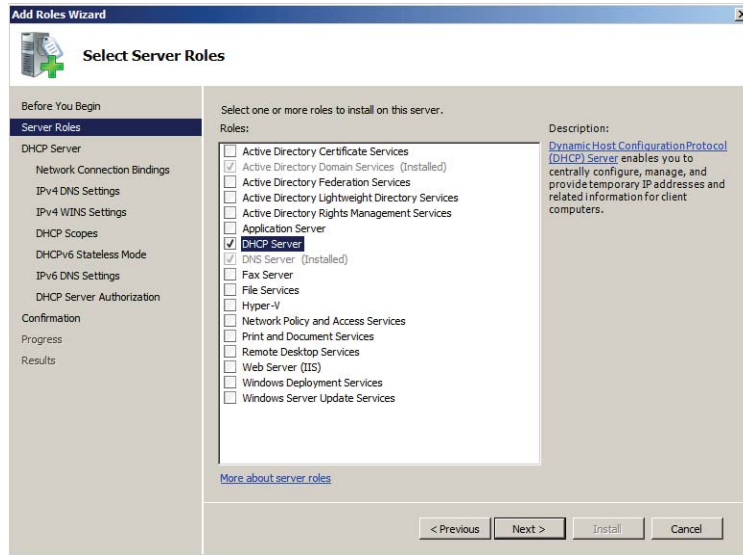 Add Roles Wizard
Select Server Roles
Before You Begin
Server Roles
DHCP Server
Network Connection Bindings
IPv4 DNS Settings
IPv4 WINS Settings
DHCP Scopes
DHCPv6 Stateless Mode
IPv6 DNS Settings
DHCP Server Authorization
Confirmation
Progress
Results
Select one or more roles to install on this server.
Roles:
Active Directory Certificate Services
Active Directory Domain Services (Installed)
Active Directory Federation Services
Active Directory Lightweight Directory Services
Active Directory Rights Management Services
Application Server
DHCP Server
DNS Server (Installed)
Fax Server
File Services
Hyper-V
Network Policy and Access Services
Print and Document Services
Remote Desktop Services
Web Server (IIS)
Windows Deployment Services
Windows Server Update Services
More about server roles
Description:
Dynamic Host Configuration Protocol
(DHCP) Server enables you to
centrally configure, manage, and
provide temporary IP addresses and
related information for client
computers.
< Previous
Next >
Install
Cancel